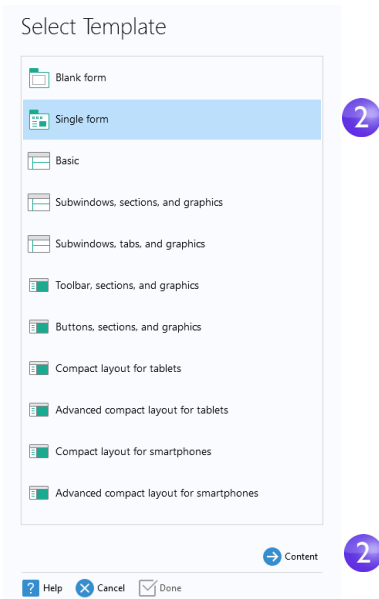 Select Template
Blank form
Single form
2
Basic
Subwindows, sections, and graphics
Subwindows, tabs, and graphics
Toolbar, sections, and graphics
Buttons, sections, and graphics
Compact layout for tablets
Advanced compact layout for tablets
Compact layout for smartphones
Advanced compact layout for smartphones
Content
2
? Help Cancel Done